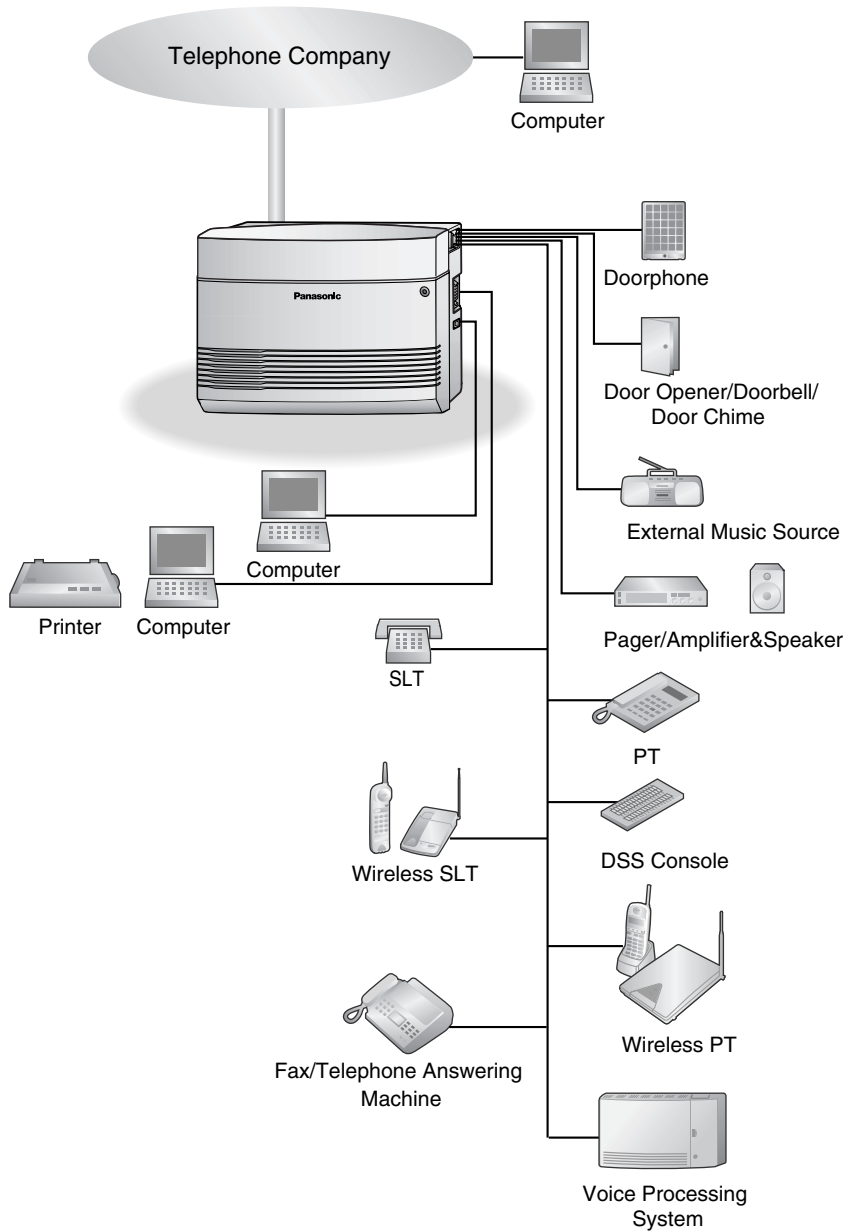 Telephone Company
Computer
Panasonic
Doorphone
Door Opener/Doorbell/
Door Chime
External Music Source
Computer
Printer
Computer
Pager/Amplifier&Speaker
SLT
PT
Wireless SLT
DSS Console
Wireless PT
Fax/Telephone Answering
Machine
Voice Processing
System